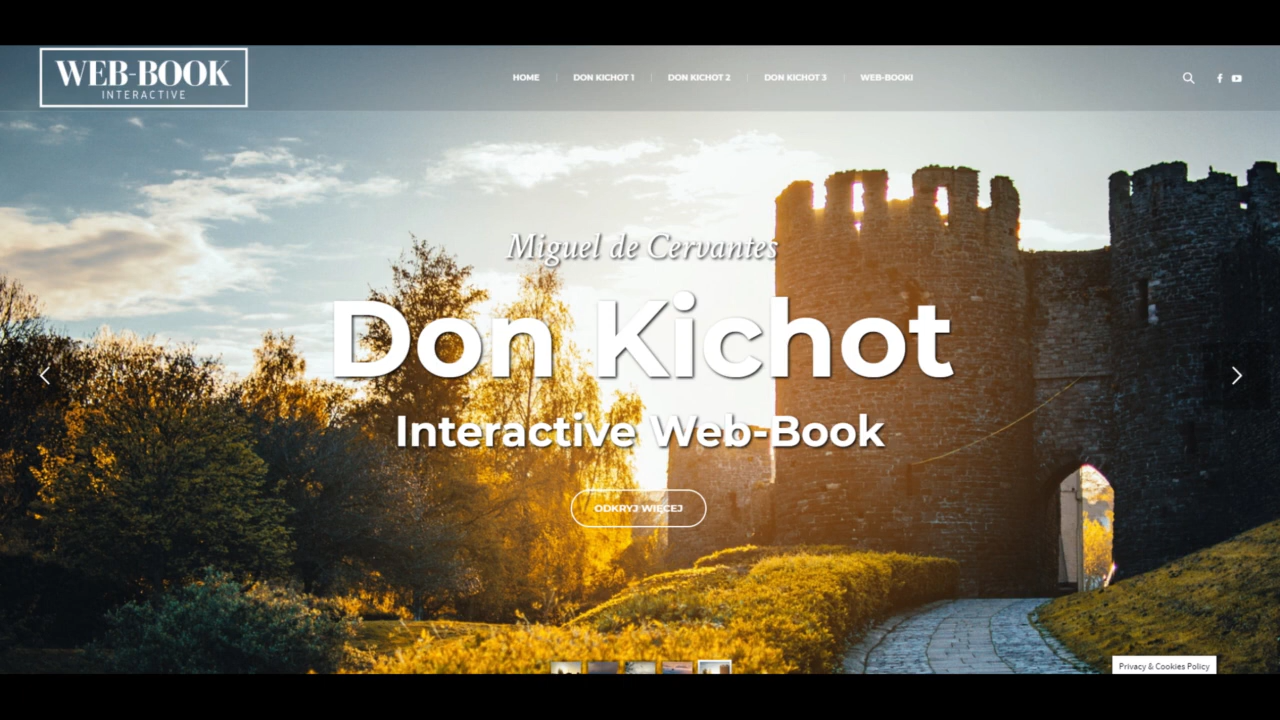 WEB-BOOK
INTERACTIVE
HOME
DON KICHOT 1
DON KICHOT 2
DON KICHOT 3
WEB-BOOKI
Miguel de Cervantes
Don Kichot
Interactive Web-Book
ODKRYJ WIĘCEJ
Privacy & Cookies Policy